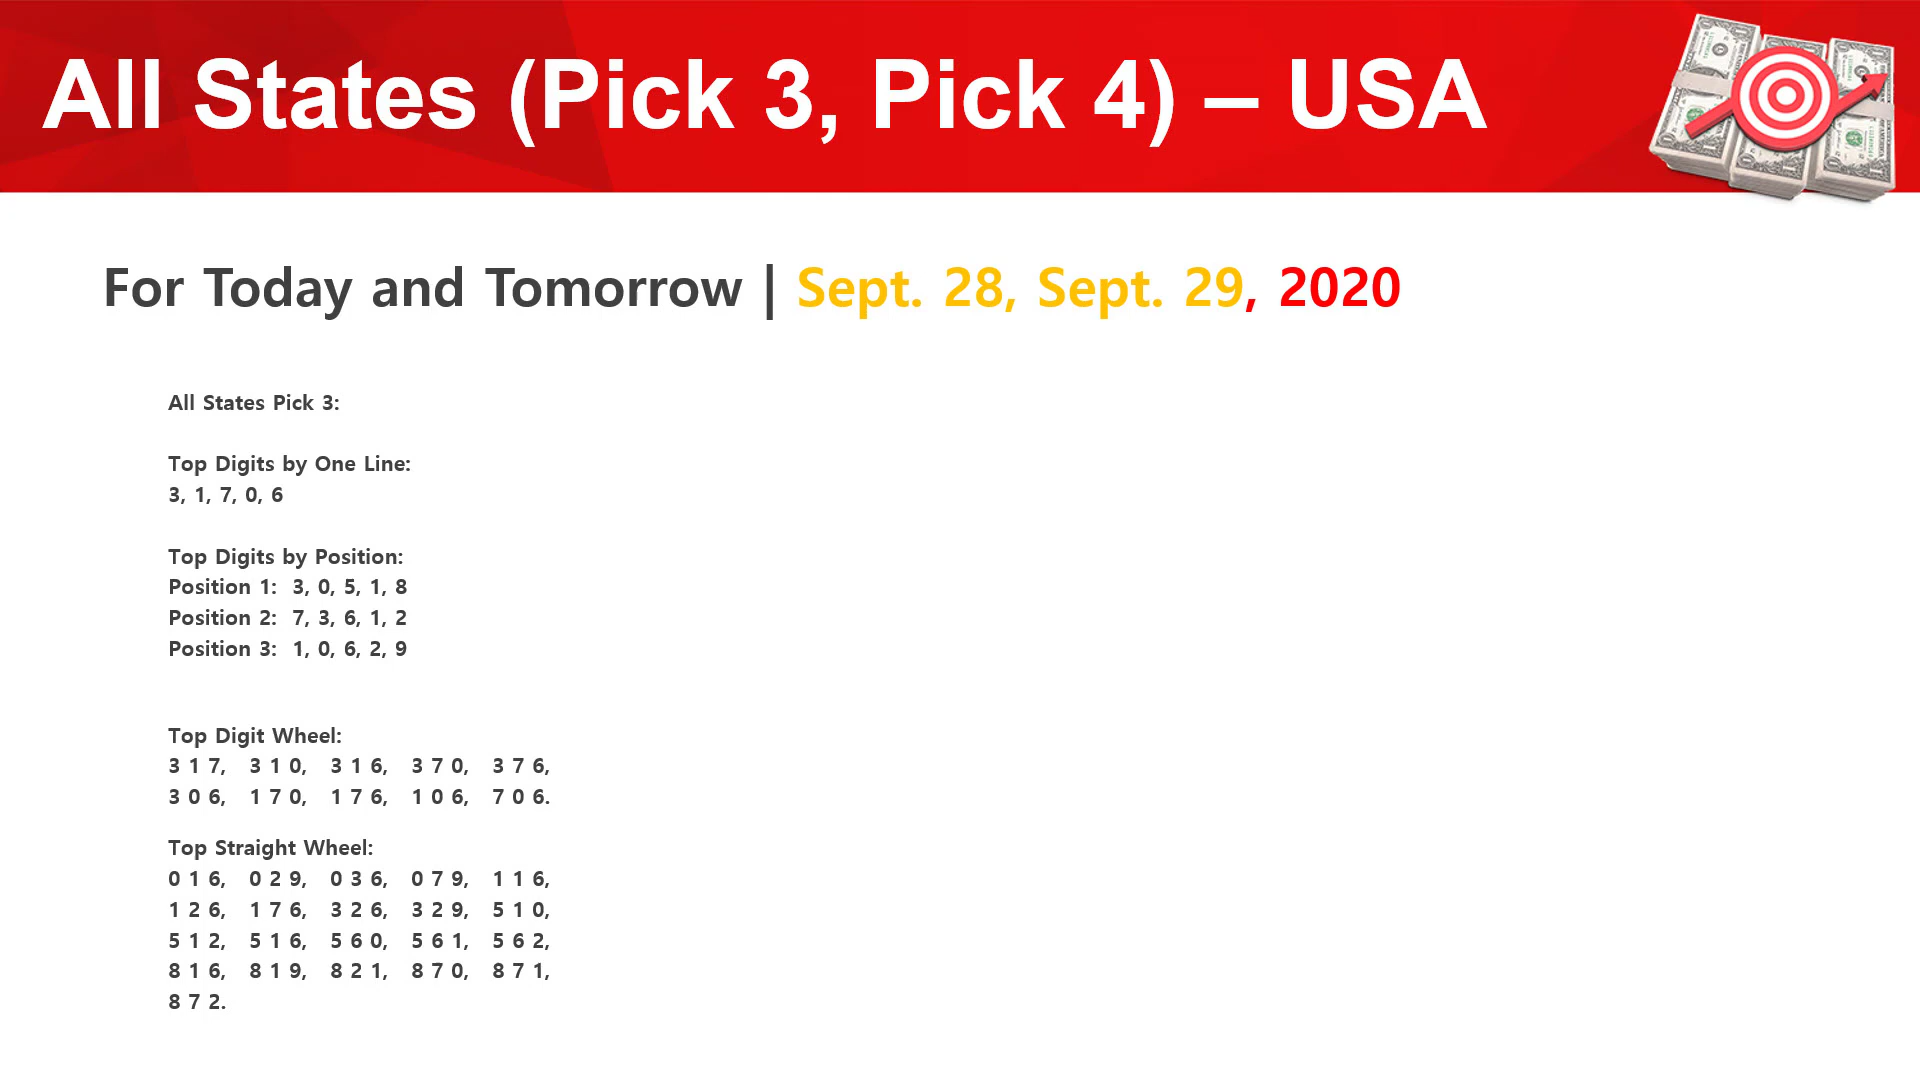 All States (Pick 3, Pick 4) – USA
For Today and Tomorrow | Sept. 28, Sept. 29, 2020
All States Pick 3:
Top Digits by One Line:
3, 1, 7, 0, 6
Top Digits by Position:
Position 1: 3, 0, 5, 1, 8
Position 2: 7, 3, 6, 1, 2
Position 3: 1, 0, 6, 2, 9
Top Digit Wheel:
3 1 7, 3 1 0, 3 1 6, 3 7 0, 3 7 6,
3 0 6, 1 7 0, 1 7 6, 1 0 6, 7 0 6.
Top Straight Wheel:
0 1 6, 0 2 9, 0 3 6, 0 7 9, 1 1 6,
1 2 6, 1 7 6, 3 2 6, 3 2 9, 5 1 0,
5 1 2, 5 1 6, 5 6 0, 5 6 1, 5 6 2,
8 1 6, 8 1 9, 8 2 1, 8 7 0, 8 7 1,
8 7 2.